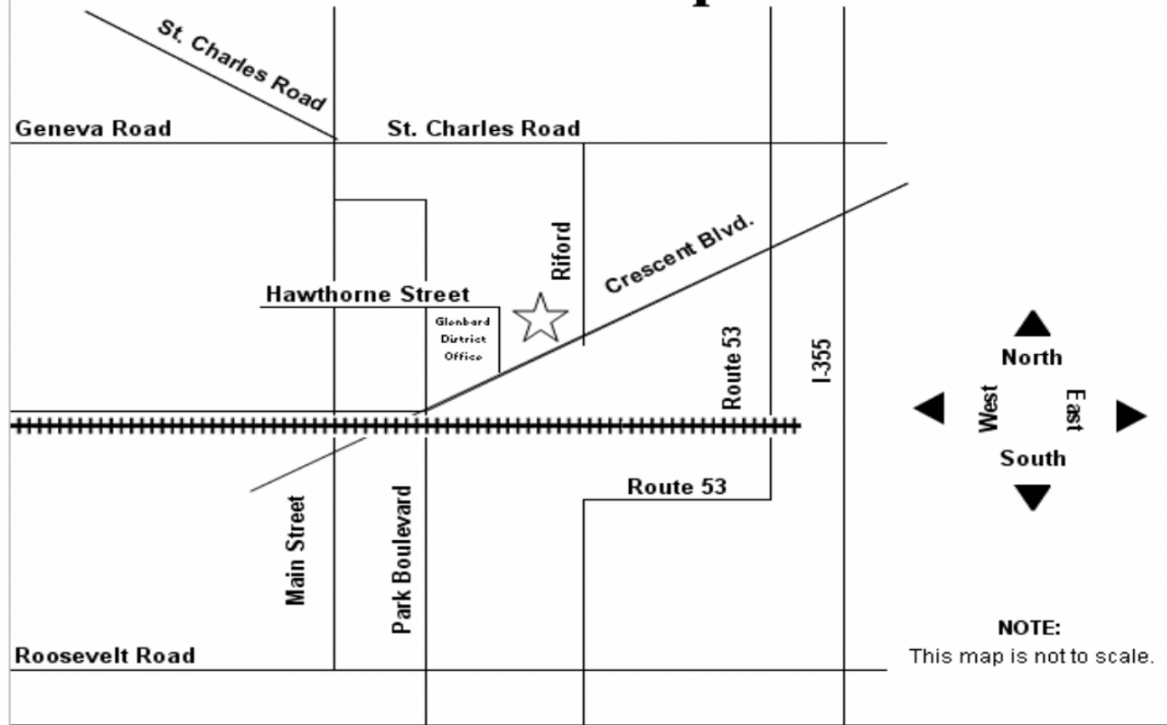 St. Charles Road
Geneva Road
St. Charles Road
Riford
Crescent Blvd.
Hawthorne Street
Glenbard
District
Office
Route 53
I-355
North
West
East
South
Route 53
Main Street
Park Boulevard
Roosevelt Road
NOTE:
This map is not to scale.